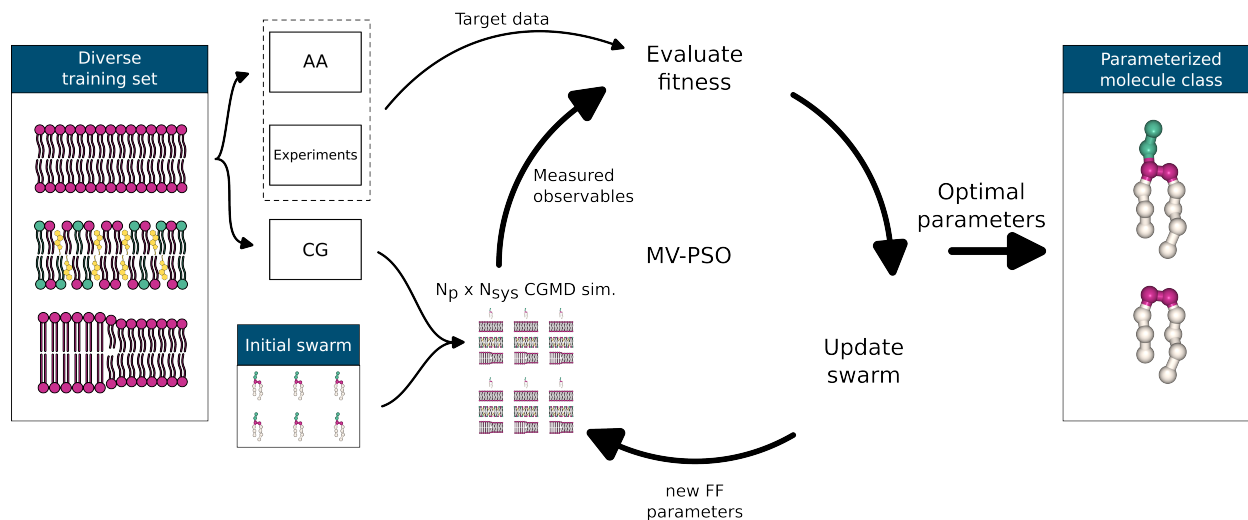 Diverse
training set
AA
Experiments
CG
Target data
Evaluate
fitness
Measured
observables
MV-PSO
Np x Nsys CGMD sim.
Initial swarm
Update
swarm
new FF
parameters
Optimal
parameters
Parameterized
molecule class